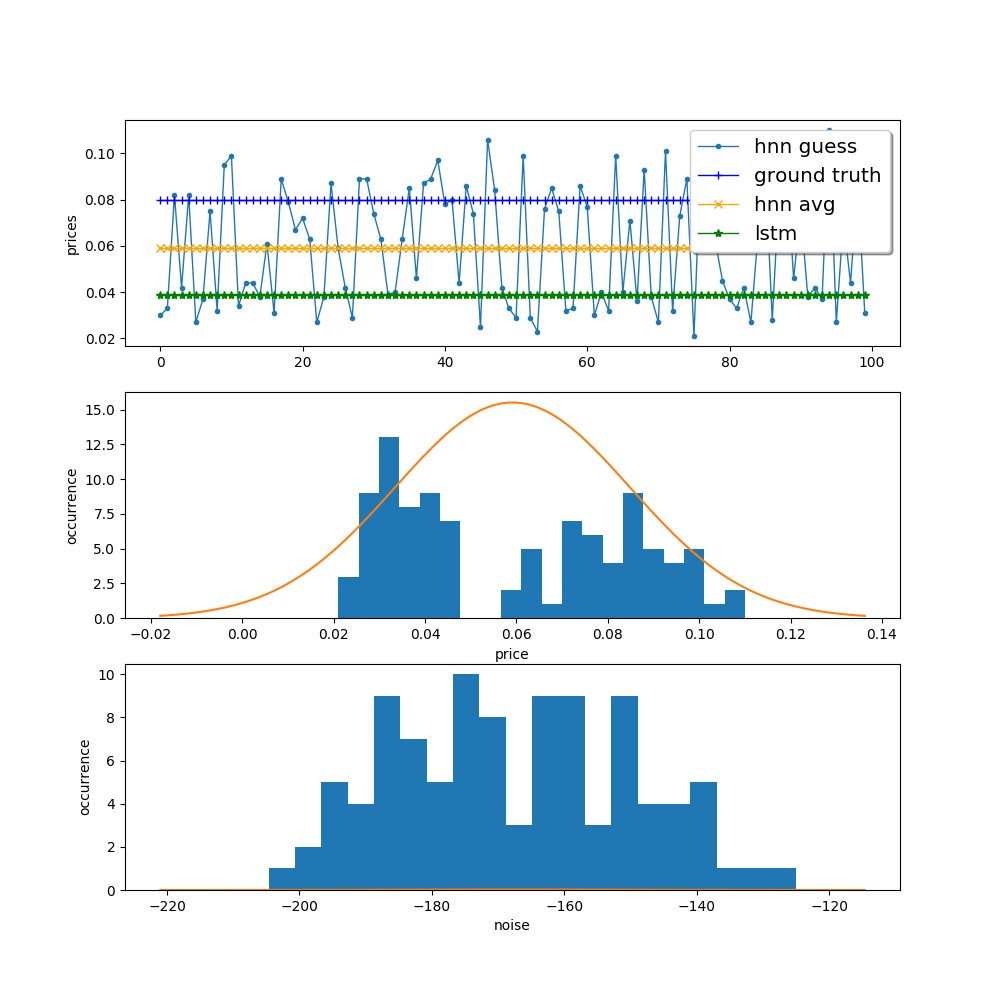 0.10
0.08
0.06
0.04
0.02
prices
hnn guess
ground truth
hnn avg
lstm
0 20 40 60 80 100
15.0
12.5
10.0
7.5
5.0
2.5
0.0
occurrence
−0.02 0.00 0.02 0.04 0.06 0.08 0.10 0.12 0.14
price
10
8
6
4
2
0
occurrence
−220 −200 −180 −160 −140 −120
noise